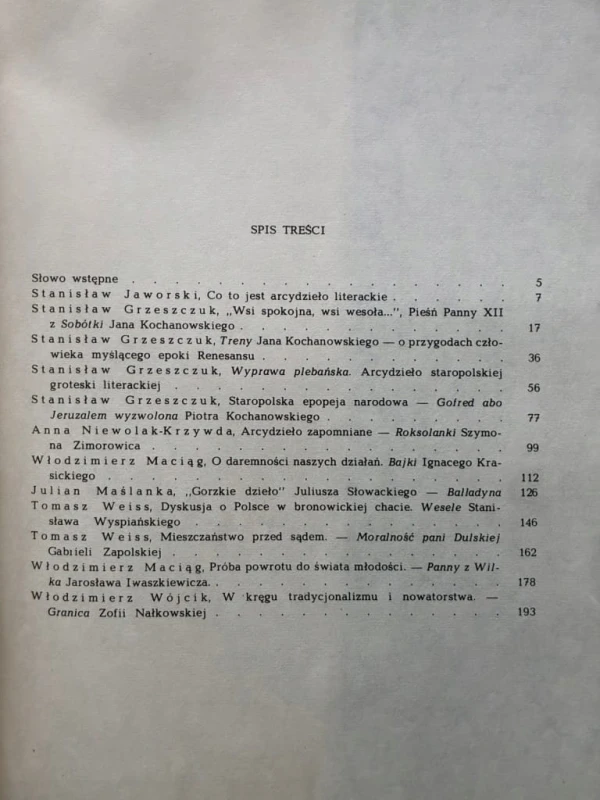 SPIS TREŚCI
Słowo wstępne . . . . . . . . . . . . . . . 5
Stanisław Jaworski, Co to jest arcydzieło literackie . . . . . . 7
Stanisław Grzeszczuk, „Wsi spokojna, wsi wesoła...”, Pieśń Panny XII
z Sobótki Jana Kochanowskiego . . . . . . . . . . . 17
Stanisław Grzeszczuk, Treny Jana Kochanowskiego — o przygodach czło-
wieka myślącego epoki Renesansu . . . . . . . . . . . 36
Stanisław Grzeszczuk, Wyprawa plebańska. Arcydzieło staropolskiej
groteski literackiej . . . . . . . . . . . . . 56
Stanisław Grzeszczuk, Staropolska epopeja narodowa — Gofred abo
Jeruzalem wyzwolona Piotra Kochanowskiego . . . . . . . . 77
Anna Niewolak-Krzywda, Arcydzieło zapomniane — Roksolanki Szymo-
na Zimorowica . . . . . . . . . . . . . . 99
Włodzimierz Maciąg, O daremności naszych działań. Bajki Ignacego Kra-
sickiego . . . . . . . . . . . . . . . 112
Julian Maślanka, „Gorzkie dzieło” Juliusza Słowackiego — Balladyna 126
Tomasz Weiss, Dyskusja o Polsce w bronowickiej chacie. Wesele Stani-
sława Wyspiańskiego . . . . . . . . . . . . . 146
Tomasz Weiss, Mieszczaństwo przed sądem. — Moralność pani Dulskiej
Gabrieli Zapolskiej . . . . . . . . . . . . . 162
Włodzimierz Maciąg, Próba powrotu do świata młodości. — Panny z Wil-
ka Jarosława Iwaszkiewicza. . . . . . . . . . . . . 178
Włodzimierz Wójcik, W kręgu tradycjonalizmu i nowatorstwa. —
Granica Zofii Nałkowskiej . . . . . . . . . . . . 193